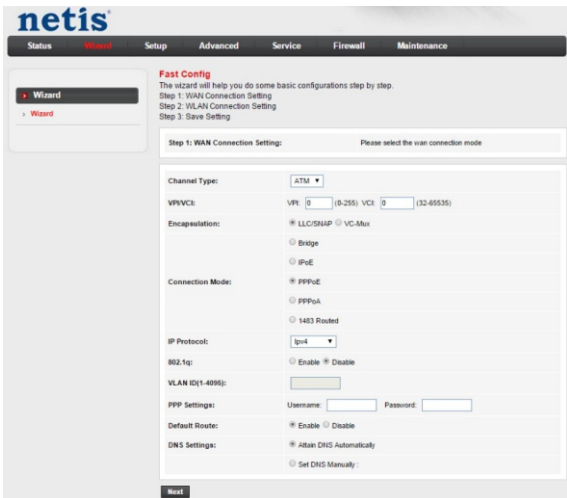 netis
Status Wizard Setup Advanced Service Firewall Maintenance
Wizard
Wizard
Fast Config
The wizard will help you do some basic configurations step by step.
Step 1: WAN Connection Setting
Step 2: WLAN Connection Setting
Step 3: Save Setting
Step 1: WAN Connection Setting: Please select the wan connection mode
Channel Type: ATM
VPI/VCI: VPI: 0 (0-255) VCI: 0 (32-65535)
Encapsulation: LLC/SNAP VC-Mux
Bridge
IPoE
Connection Mode: PPPoE
PPPoA
1483 Routed
IP Protocol: Ipv4
802.1q: Enable Disable
VLAN ID(1-4095):
PPP Settings: Username: Password:
Default Route: Enable Disable
DNS Settings: Attain DNS Automatically
Set DNS Manually :
Next